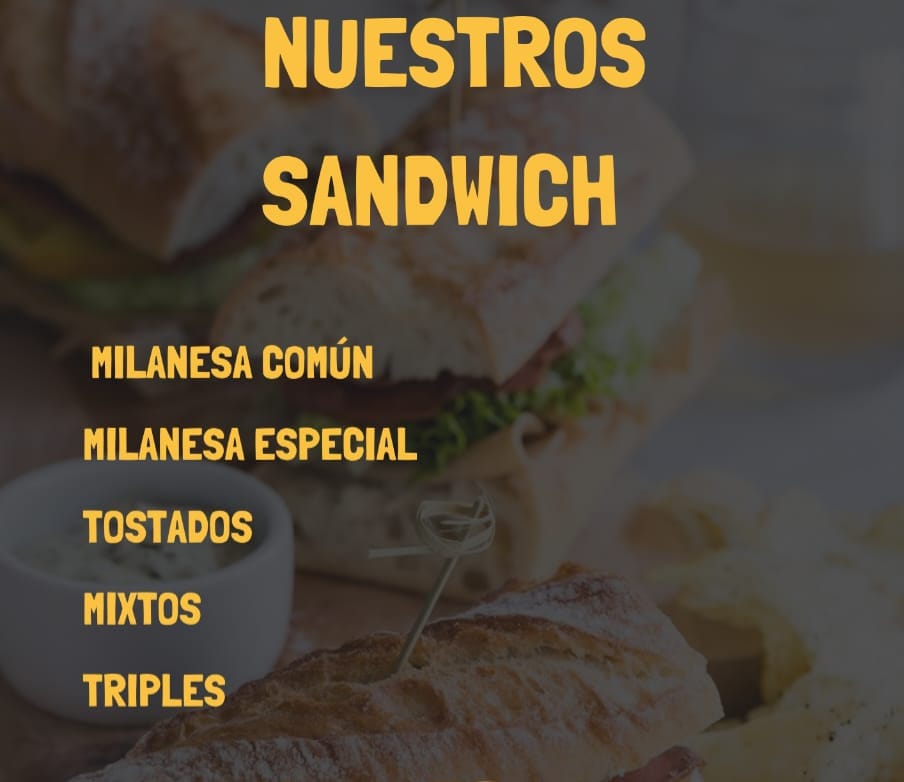 NUESTROS
SANDWICH
MILANESA COMÚN
MILANESA ESPECIAL
TOSTADOS
MIXTOS
TRIPLES